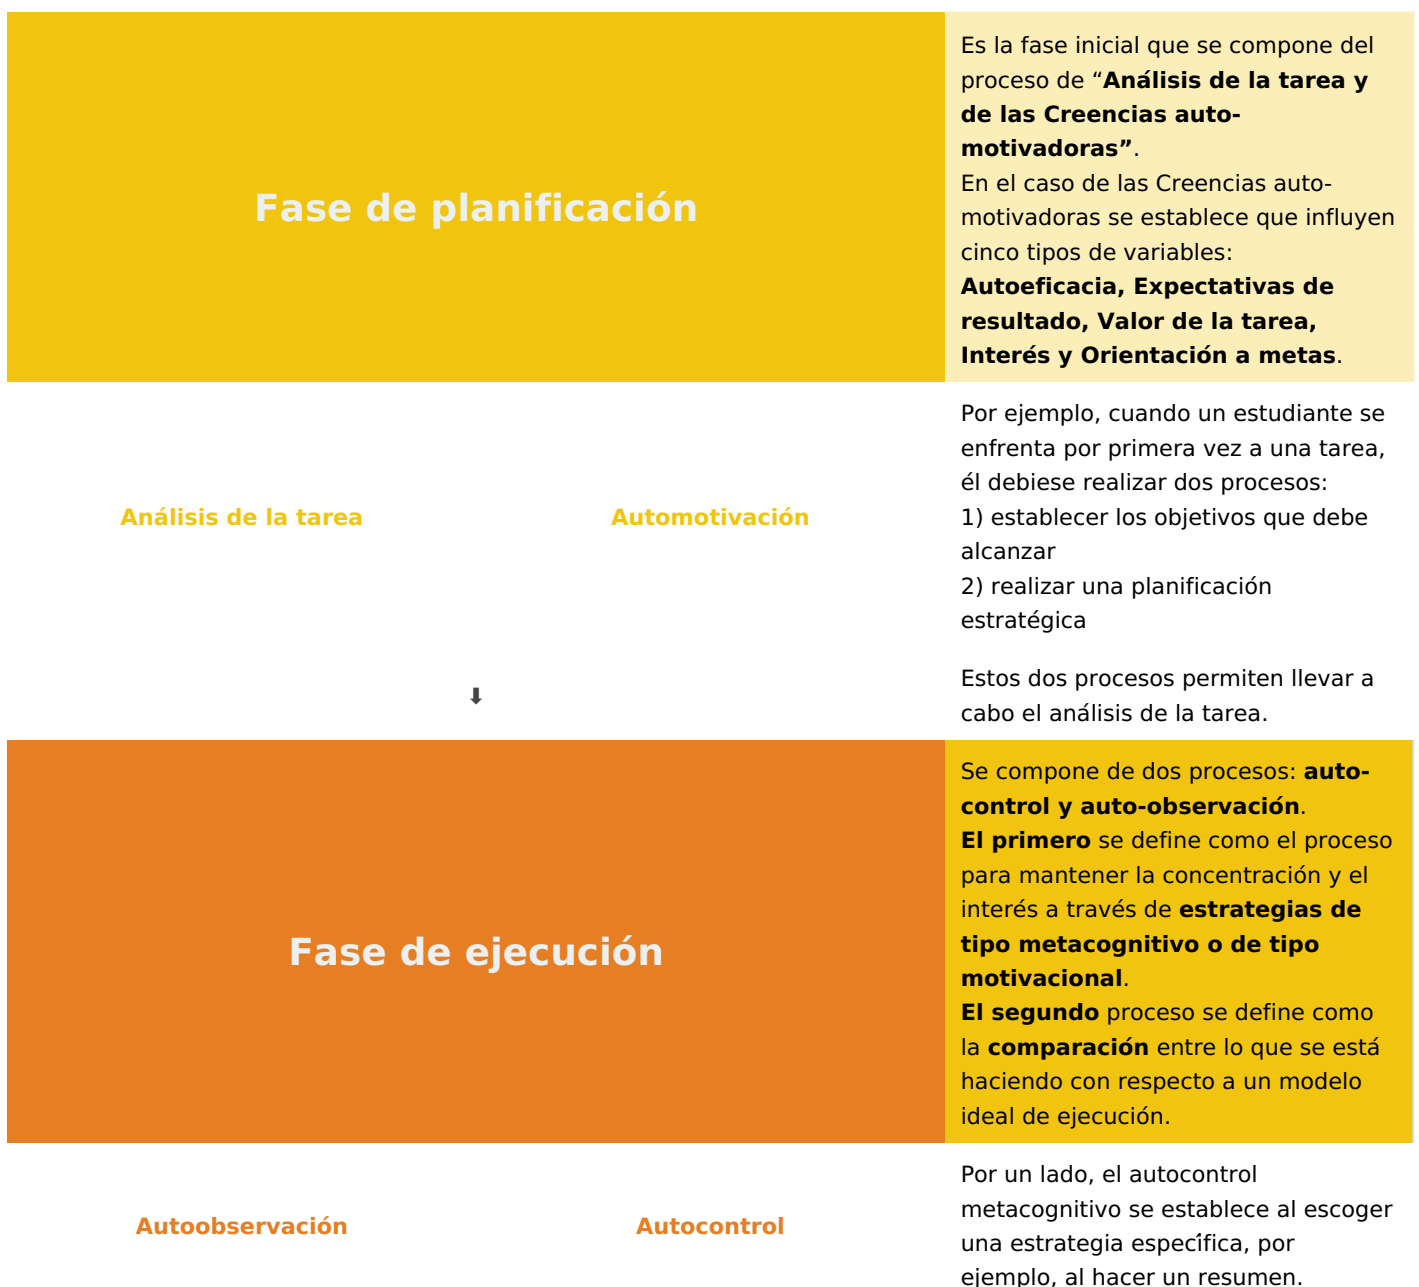 Fase de planificación
Es la fase inicial que se compone del
proceso de “Análisis de la tarea y
de las Creencias auto-
motivadoras”.
En el caso de las Creencias auto-
motivadoras se establece que influyen
cinco tipos de variables:
Autoeficacia, Expectativas de
resultado, Valor de la tarea,
Interés y Orientación a metas.
Análisis de la tarea
Automotivación
Por ejemplo, cuando un estudiante se
enfrenta por primera vez a una tarea,
él debiese realizar dos procesos:
1) establecer los objetivos que debe
alcanzar
2) realizar una planificación
estratégica
⬇
Estos dos procesos permiten llevar a
cabo el análisis de la tarea.
Fase de ejecución
Se compone de dos procesos: auto-
control y auto-observación.
El primero se define como el proceso
para mantener la concentración y el
interés a través de estrategias de
tipo metacognitivo o de tipo
motivacional.
El segundo proceso se define como
la comparación entre lo que se está
haciendo con respecto a un modelo
ideal de ejecución.
Autoobservación
Autocontrol
Por un lado, el autocontrol
metacognitivo se establece al escoger
una estrategia específica, por
ejemplo, al hacer un resumen.